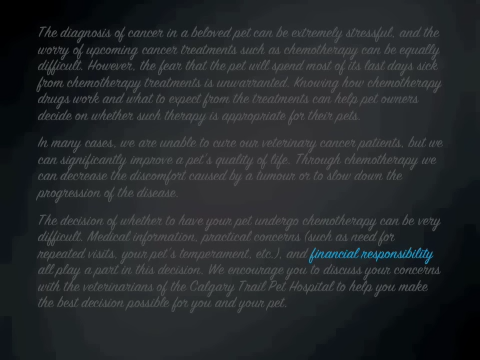 The diagnosis of cancer in a beloved pet can be extremely stressful, and the
worry of upcoming cancer treatments such as chemotherapy can be equally
difficult. However, the fear that the pet will spend most of its last days sick
from chemotherapy treatments is unwarranted. Knowing how chemotherapy
drugs work and what to expect from the treatments can help pet owners
decide on whether such therapy is appropriate for their pets.
In many cases, we are unable to cure our veterinary cancer patients, but we
can significantly improve a pet's quality of life. Through chemotherapy we
can decrease the discomfort caused by a tumour or to slow down the
progression of the disease.
The decision of whether to have your pet undergo chemotherapy can be very
difficult. Medical information, practical concerns (such as need for
repeated visits, your pet's temperament, etc.), and financial responsibility
all play a part in this decision. We encourage you to discuss your concerns
with the veterinarians of the Calgary Trail Pet Hospital to help you make
the best decision possible for you and your pet.